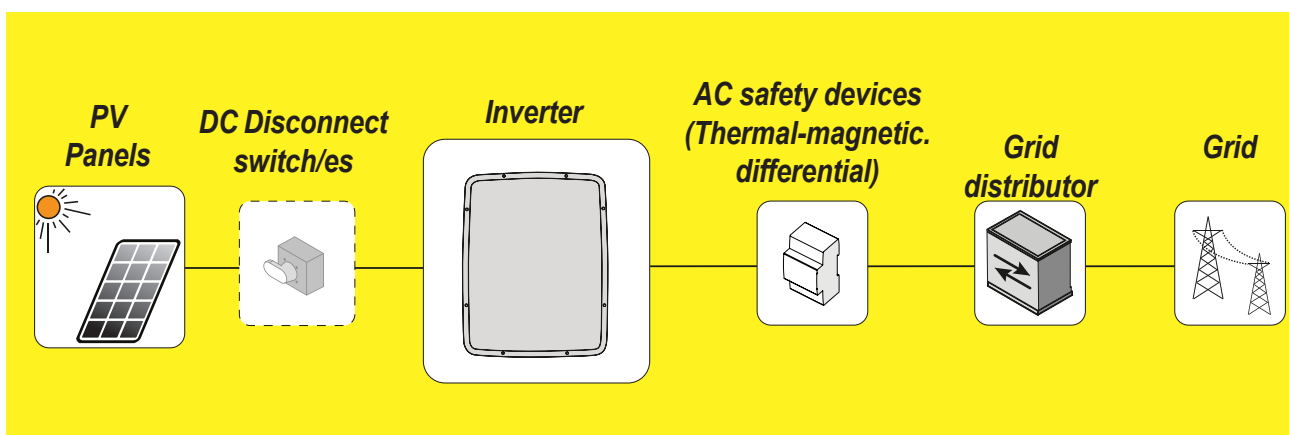 PV
Panels
DC Disconnect
switch/es
Inverter
AC safety devices
(Thermal-magnetic.
differential)
Grid
distributor
Grid